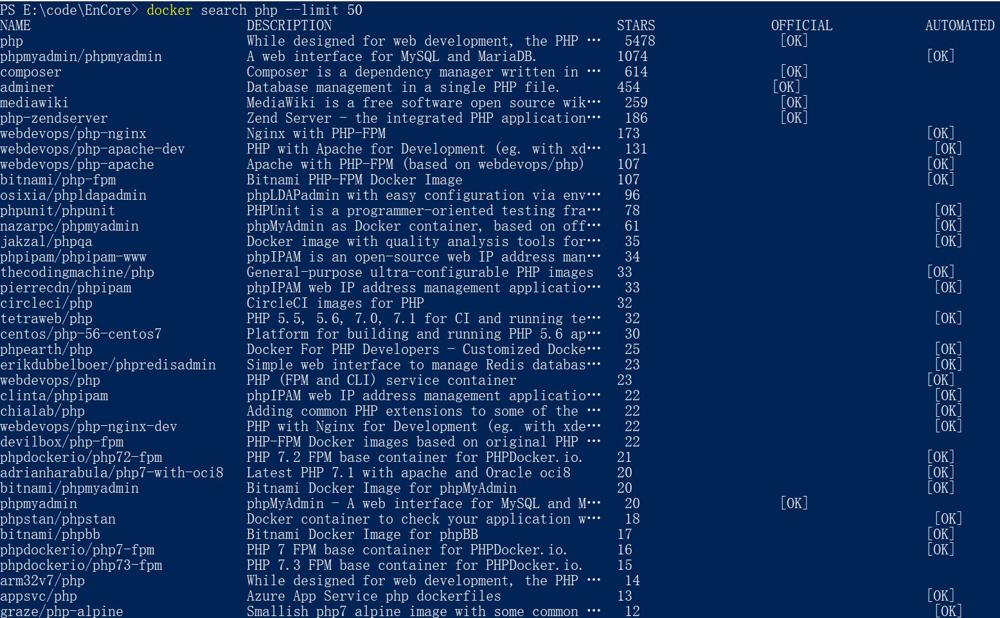 PS E:\code\EnCore> docker search php --limit 50
NAME DESCRIPTION STARS OFFICIAL AUTOMATED
php While designed for web development, the PHP … 5478 [OK]
phpmyadmin/phpmyadmin A web interface for MySQL and MariaDB. 1074 [OK]
composer Composer is a dependency manager written in … 614 [OK]
adminer Database management in a single PHP file. 454 [OK]
mediawiki MediaWiki is a free software open source wik… 259 [OK]
php-zendserver Zend Server - the integrated PHP application… 186 [OK]
webdevops/php-nginx Nginx with PHP-FPM 173 [OK]
webdevops/php-apache-dev PHP with Apache for Development (eg. with xd… 131 [OK]
webdevops/php-apache Apache with PHP-FPM (based on webdevops/php) 107 [OK]
bitnami/php-fpm Bitnami PHP-FPM Docker Image 107 [OK]
osixia/phpldapadmin phpLDAPadmin with easy configuration via env… 96
phpunit/phpunit PHPUnit is a programmer-oriented testing fra… 78 [OK]
nazarpc/phpmyadmin phpMyAdmin as Docker container, based on off… 61 [OK]
jakzal/phpqa Docker image with quality analysis tools for… 35 [OK]
phpipam/phpipam-www phpIPAM is an open-source web IP address man… 34
thecodingmachine/php General-purpose ultra-configurable PHP images 33 [OK]
pierrecdn/phpipam phpIPAM web IP address management applicatio… 33 [OK]
circleci/php CircleCI images for PHP 32
tetraweb/php PHP 5.5, 5.6, 7.0, 7.1 for CI and running te… 32 [OK]
centos/php-56-centos7 Platform for building and running PHP 5.6 ap… 30
phpearth/php Docker For PHP Developers - Customized Docke… 25 [OK]
erikdubbelboer/phpredisadmin Simple web interface to manage Redis databas… 23 [OK]
webdevops/php PHP (FPM and CLI) service container 23 [OK]
clinta/phpipam phpIPAM web IP address management applicatio… 22 [OK]
chialab/php Adding common PHP extensions to some of the … 22 [OK]
webdevops/php-nginx-dev PHP with Nginx for Development (eg. with xde… 22 [OK]
devilbox/php-fpm PHP-FPM Docker images based on original PHP … 22
phpdockerio/php72-fpm PHP 7.2 FPM base container for PHPDocker.io. 21 [OK]
adrianharabula/php7-with-oci8 Latest PHP 7.1 with apache and Oracle oci8 20 [OK]
bitnami/phpmyadmin Bitnami Docker Image for phpMyAdmin 20 [OK]
phpmyadmin phpMyAdmin - A web interface for MySQL and M… 20 [OK]
phpstan/phpstan Docker container to check your application w… 18 [OK]
bitnami/phpbb Bitnami Docker Image for phpBB 17 [OK]
phpdockerio/php7-fpm PHP 7 FPM base container for PHPDocker.io. 16 [OK]
phpdockerio/php73-fpm PHP 7.3 FPM base container for PHPDocker.io. 15
arm32v7/php While designed for web development, the PHP … 14
appsvc/php Azure App Service php dockerfiles 13 [OK]
graze/php-alpine Smallish php7 alpine image with some common … 12 [OK]